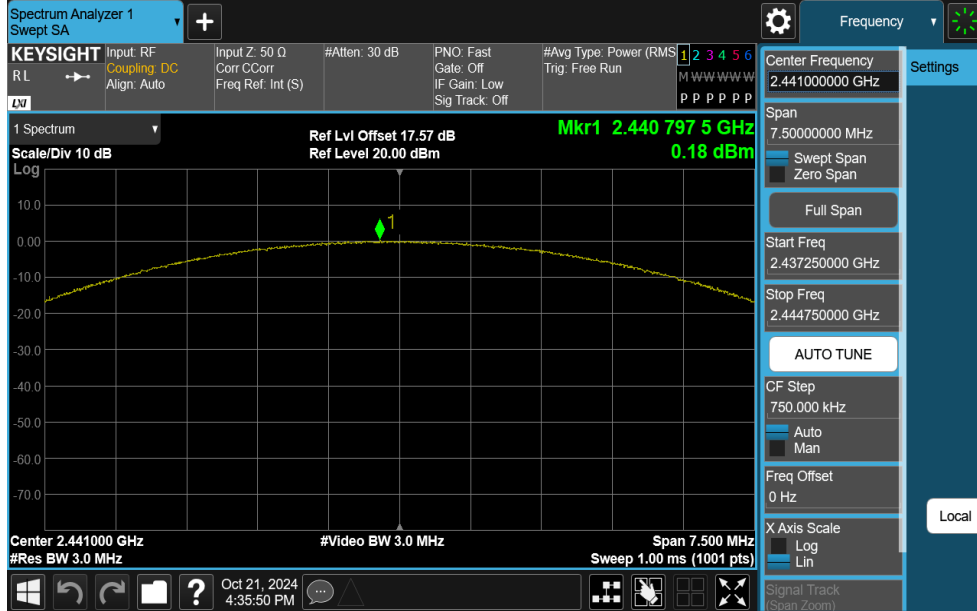 Spectrum Analyzer 1
Swept SA
Frequency
KEYSIGHT
RL
LXI
Input: RF
Coupling: DC
Align: Auto
Input Z: 50 Ω
Corr CCorr
Freq Ref: Int (S)
#Atten: 30 dB
PNO: Fast
Gate: Off
IF Gain: Low
Sig Track: Off
#Avg Type: Power (RMS
Trig: Free Run
1 2 3 4 5 6
M W W W W W
P P P P P P
1 Spectrum
Scale/Div 10 dB
Log
Ref Lvl Offset 17.57 dB
Ref Level 20.00 dBm
Mkr1 2.440 797 5 GHz
0.18 dBm
1
10.0
0.00
-10.0
-20.0
-30.0
-40.0
-50.0
-60.0
-70.0
Center 2.441000 GHz
#Res BW 3.0 MHz
#Video BW 3.0 MHz
Span 7.500 MHz
Sweep 1.00 ms (1001 pts)
Center Frequency
2.441000000 GHz
Span
7.50000000 MHz
Swept Span
Zero Span
Full Span
Start Freq
2.437250000 GHz
Stop Freq
2.444750000 GHz
AUTO TUNE
CF Step
750.000 kHz
Auto
Man
Freq Offset
0 Hz
X Axis Scale
Log
Lin
Signal Track
(Span Zoom)
Settings
Local
?
Oct 21, 2024
4:35:50 PM